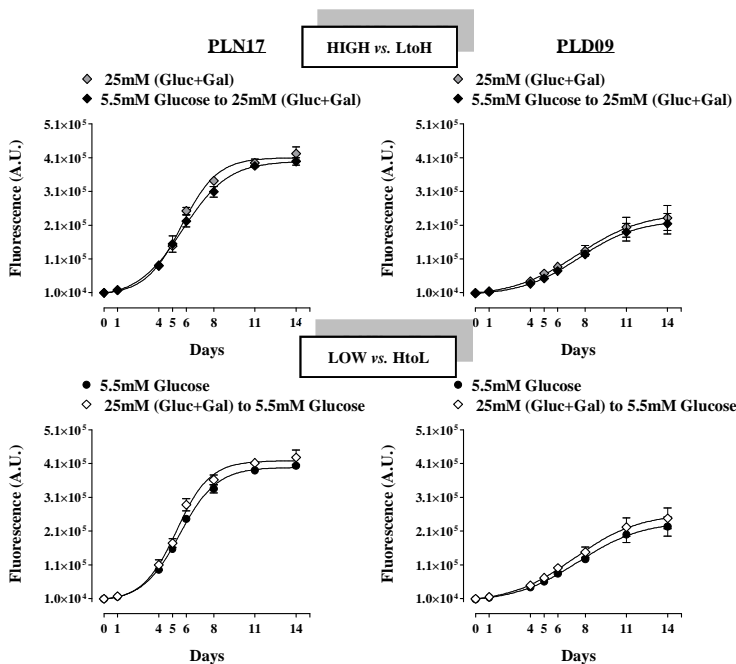 PLN17
HIGH vs. LtoH
PLD09
25mM (Gluc+Gal)
5.5mM Glucose to 25mM (Gluc+Gal)
25mM (Gluc+Gal)
5.5mM Glucose to 25mM (Gluc+Gal)
Fluorescence (A.U.)
5.1×10⁵
4.1×10⁵
3.1×10⁵
2.1×10⁵
1.1×10⁵
1.0×10⁴
0 1 4 5 6 8 11 14
Days
Fluorescence (A.U.)
5.1×10⁵
4.1×10⁵
3.1×10⁵
2.1×10⁵
1.1×10⁵
1.0×10⁴
0 1 4 5 6 8 11 14
Days
LOW vs. HtoL
5.5mM Glucose
25mM (Gluc+Gal) to 5.5mM Glucose
5.5mM Glucose
25mM (Gluc+Gal) to 5.5mM Glucose
Fluorescence (A.U.)
5.1×10⁵
4.1×10⁵
3.1×10⁵
2.1×10⁵
1.1×10⁵
1.0×10⁴
0 1 4 5 6 8 11 14
Days
Fluorescence (A.U.)
5.1×10⁵
4.1×10⁵
3.1×10⁵
2.1×10⁵
1.1×10⁵
1.0×10⁴
0 1 4 5 6 8 11 14
Days